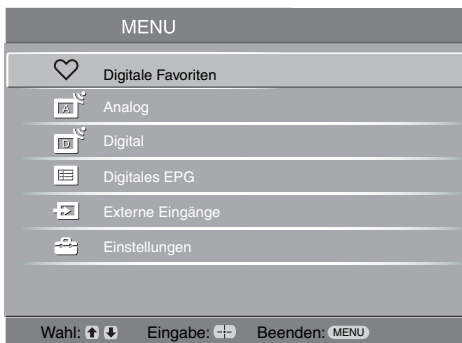 MENU
Digitale Favoriten
A Analog
D Digital
Digitales EPG
Externe Eingänge
Einstellungen
Wahl: Eingabe: Beenden: MENU